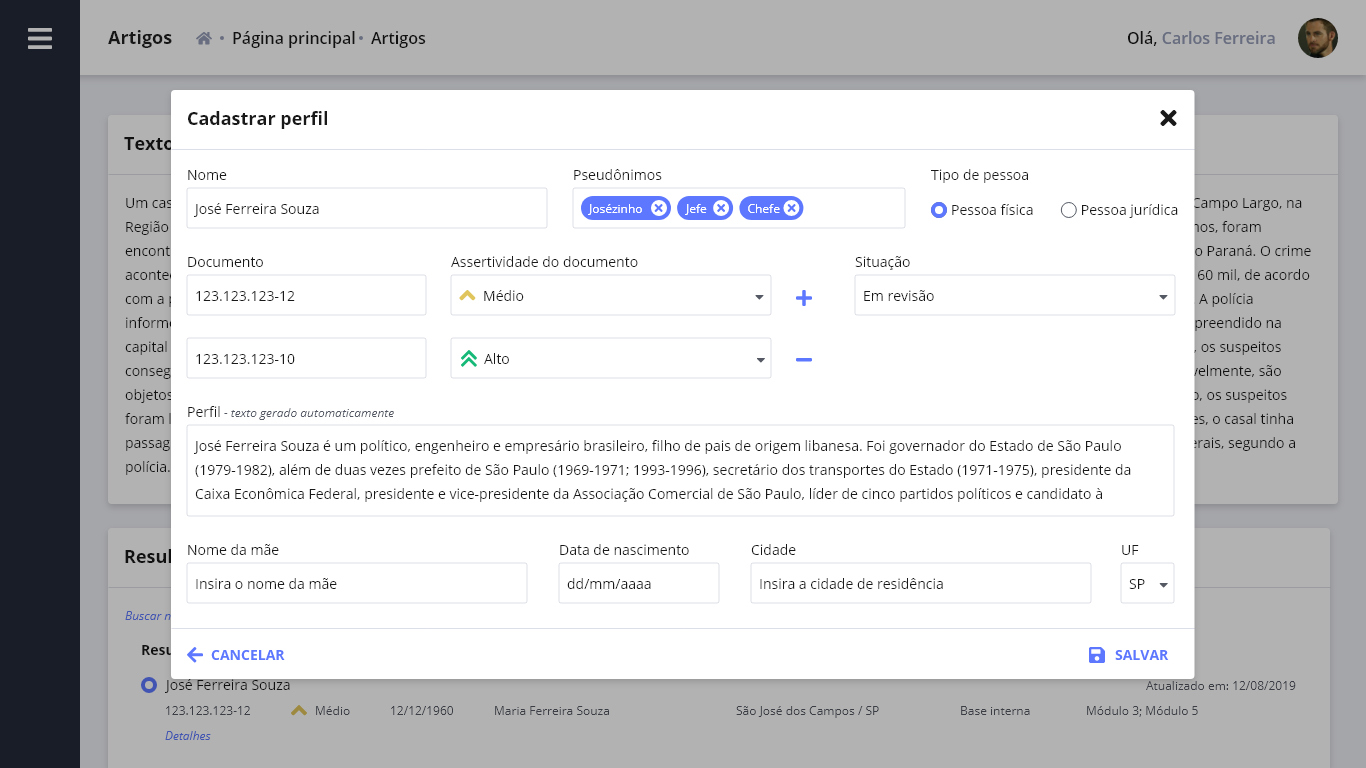 Artigos • Página principal • Artigos
Olá, Carlos Ferreira
Cadastrar perfil
Nome
José Ferreira Souza
Pseudônimos
Josézinho Jefe Chefe
Tipo de pessoa
Pessoa física Pessoa jurídica
Documento
123.123.123-12
Assertividade do documento
Médio
Situação
Em revisão
123.123.123-10
Alto
Perfil - texto gerado automaticamente
José Ferreira Souza é um político, engenheiro e empresário brasileiro, filho de pais de origem libanesa. Foi governador do Estado de São Paulo
(1979-1982), além de duas vezes prefeito de São Paulo (1969-1971; 1993-1996), secretário dos transportes do Estado (1971-1975), presidente da
Caixa Econômica Federal, presidente e vice-presidente da Associação Comercial de São Paulo, líder de cinco partidos políticos e candidato à
Nome da mãe
Insira o nome da mãe
Data de nascimento
dd/mm/aaaa
Cidade
Insira a cidade de residência
UF
SP
CANCELAR
SALVAR
Texto
Um cas
Região
encont
aconte
com a p
inform
capital
conseg
objetos
foram l
passag
polícia.
Campo Largo, na
nos, foram
o Paraná. O crime
60 mil, de acordo
A polícia
preendido na
, os suspeitos
velmente, são
o, os suspeitos
es, o casal tinha
erais, segundo a
Resul
Buscar n
Resu
José Ferreira Souza
Atualizado em: 12/08/2019
123.123.123-12 Médio 12/12/1960 Maria Ferreira Souza São José dos Campos / SP Base interna Módulo 3; Módulo 5
Detalhes